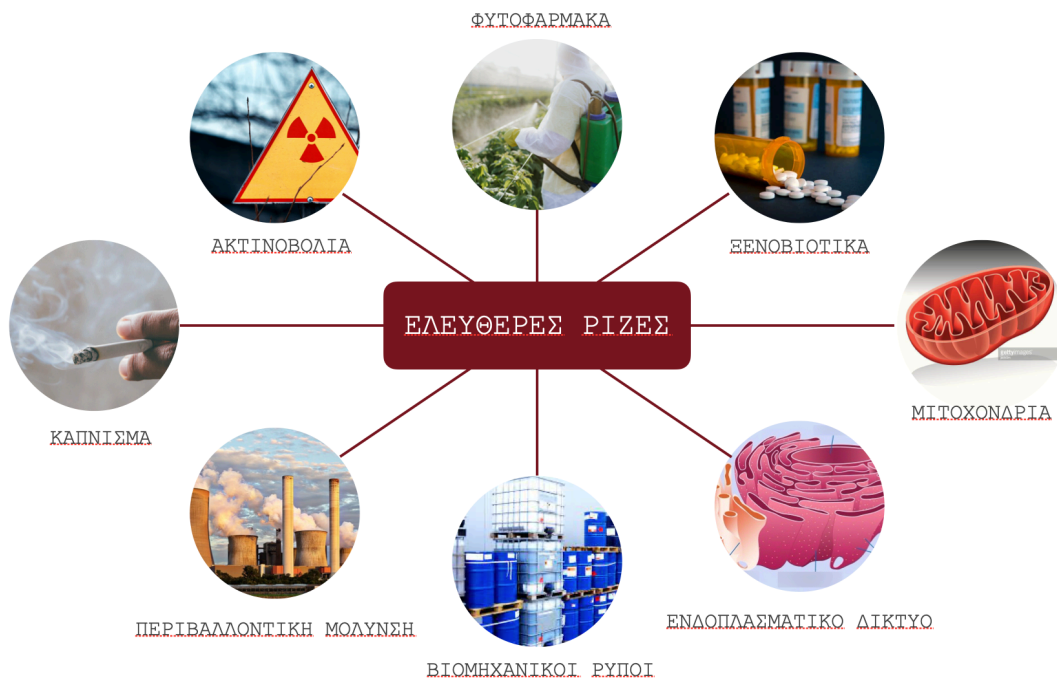 ΦΥΤΟΦΑΡΜΑΚΑ
ΑΚΤΙΝΟΒΟΛΙΑ
ΞΕΝΟΒΙΟΤΙΚΑ
ΕΛΕΥΘΕΡΕΣ ΡΙΖΕΣ
ΚΑΠΝΙΣΜΑ
ΜΙΤΟΧΟΝΔΡΙΑ
ΠΕΡΙΒΑΛΛΟΝΤΙΚΗ ΜΟΛΥΝΣΗ
ΕΝΔΟΠΛΑΣΜΑΤΙΚΟ ΔΙΚΤΥΟ
ΒΙΟΜΗΧΑΝΙΚΟΙ ΡΥΠΟΙ